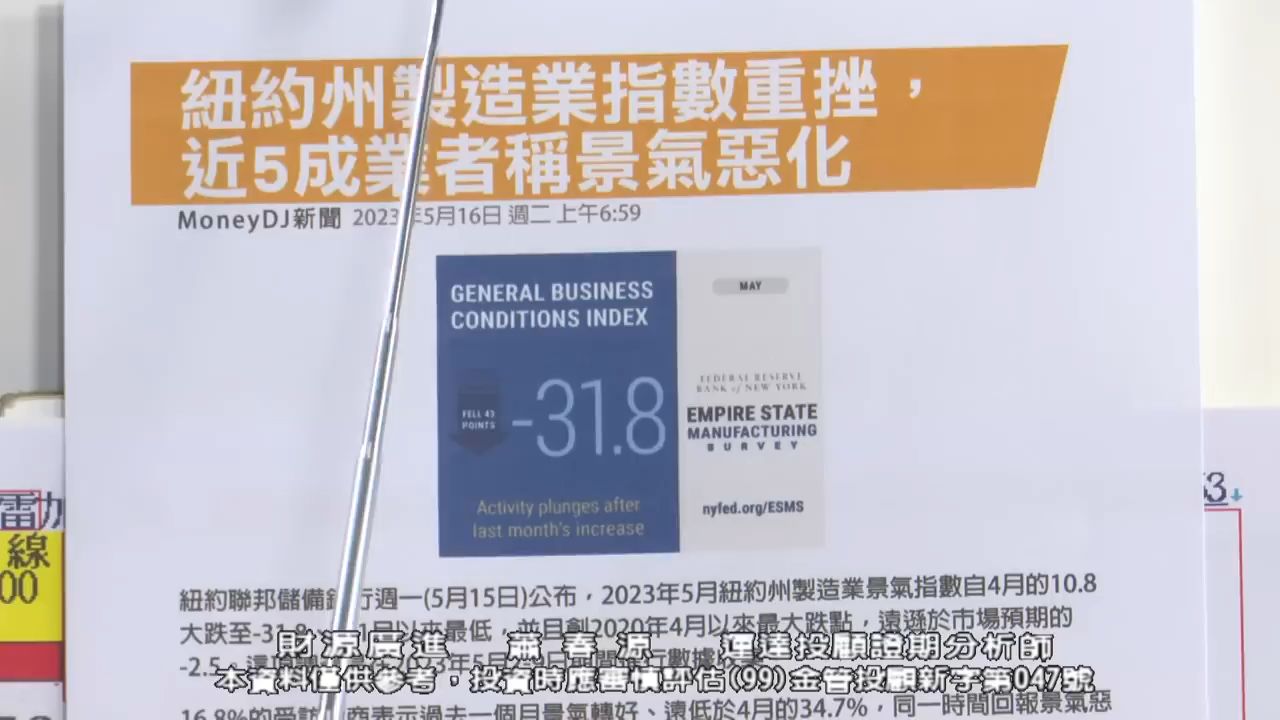 紐約州製造業指數重挫，
近5成業者稱景氣惡化
MoneyDJ新聞 2023年5月16日 週二 上午6:59
GENERAL BUSINESS
CONDITIONS INDEX
FELL 43
POINTS
-31.8
Activity plunges after
last month's increase
MAY
FEDERAL RESERVE
BANK of NEW YORK
EMPIRE STATE
MANUFACTURING
SURVEY
nyfed.org/ESMS
雷
線
00
53↓
紐約聯邦儲備 行週一(5月15日)公布，2023年5月紐約州製造業景氣指數自4月的10.8
大跌至-31.8 1月以來最低，並且創2020年4月以來最大跌點，遠遜於市場預期的
-2.5
財源廣進 蕭春源 運達投顧證期分析師
本資料僅供參考，投資時應審慎評估(99)金管投顧新字第047號
16.8%的受訪 商表示過去一個月景氣轉好、遠低於4月的34.7%，同一時間回報景氣惡